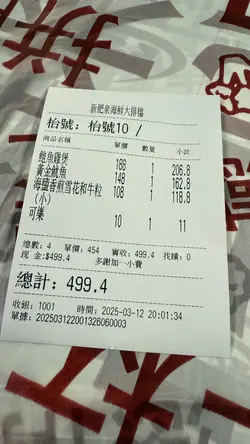 新肥泉海鮮大排檔
枱號: 枱號10 /
商品名稱 單價 數量 小計
鮑魚雞煲 188 1 206.8
黃金魷魚 148 1 162.8
海鹽香煎雪花和牛粒 108 1 118.8
(小)
可樂 10 1 11
總數: 4 單價: 454 實收: 499.4 找續: 0
现 金:$499.4 多謝加一小費
總計: 499.4
收銀: 1001 時間: 2025-03-12 20:01:34
單據: 202503122001326060003